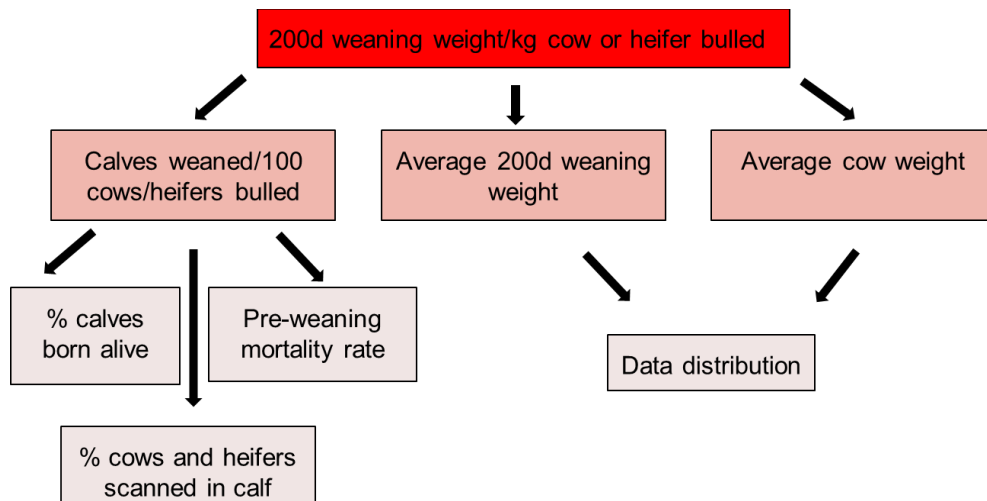 200d weaning weight/kg cow or heifer bulled
Calves weaned/100
cows/heifers bulled
Average 200d weaning
weight
Average cow weight
% calves
born alive
Pre-weaning
mortality rate
Data distribution
% cows and heifers
scanned in calf